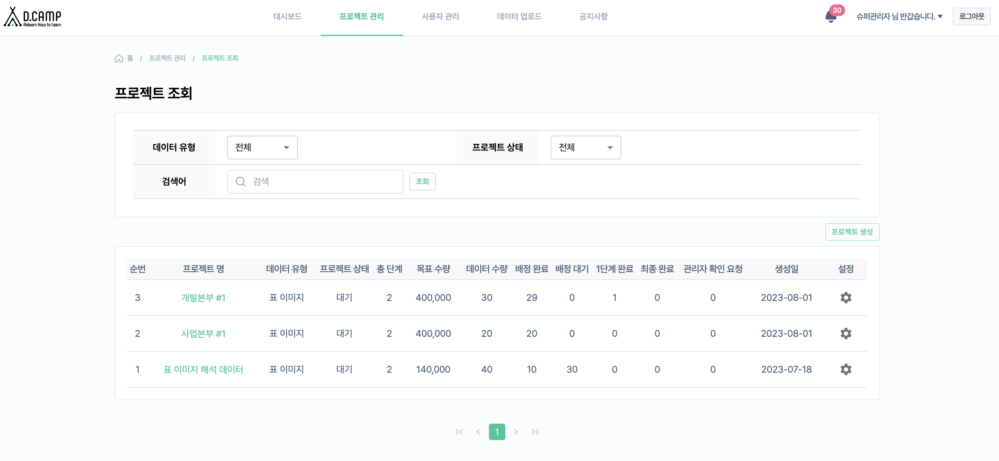 D.CAMP
Relearn How to Learn
대시보드 프로젝트 관리 사용자 관리 데이터 업로드 공지사항
30
슈퍼관리자 님 반갑습니다.
로그아웃
홈 / 프로젝트 관리 / 프로젝트 조회
프로젝트 조회
데이터 유형 전체 프로젝트 상태 전체
검색어 검색 조회
프로젝트 생성
순번 프로젝트 명 데이터 유형 프로젝트 상태 총 단계 목표 수량 데이터 수량 배정 완료 배정 대기 1단계 완료 최종 완료 관리자 확인 요청 생성일 설정
3 개발본부 #1 표 이미지 대기 2 400,000 30 29 0 1 0 0 2023-08-01
2 사업본부 #1 표 이미지 대기 2 400,000 20 20 0 0 0 0 2023-08-01
1 표 이미지 해석 데이터 표 이미지 대기 2 140,000 40 10 30 0 0 0 2023-07-18
1